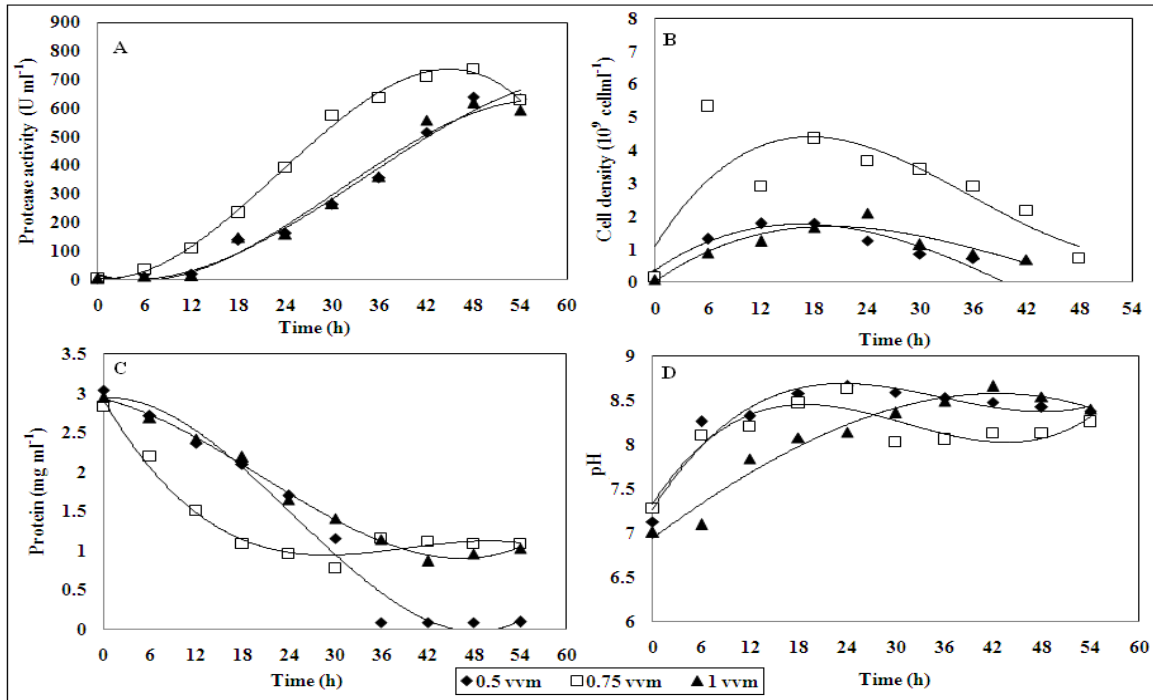 A
Protease activity (U ml-1)
900
800
700
600
500
400
300
200
100
0
0 6 12 18 24 30 36 42 48 54 60
Time (h)
B
Cell density (10⁹ cellml-1)
8
7
6
5
4
3
2
1
0
0 6 12 18 24 30 36 42 48 54
Time (h)
C
Protein (mg ml-1)
3.5
3
2.5
2
1.5
1
0.5
0
0 6 12 18 24 30 36 42 48 54 60
Time (h)
D
pH
9
8.5
8
7.5
7
6.5
6
0 6 12 18 24 30 36 42 48 54 60
Time (h)
0.5 vvm 0.75 vvm 1 vvm